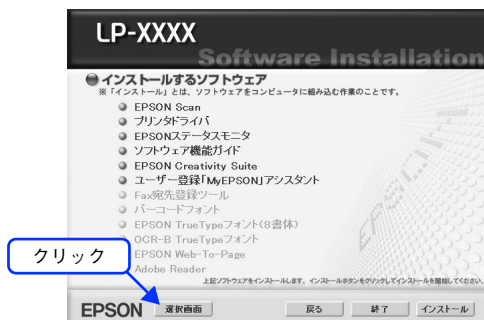 LP-XXXX
Software Installation
インストールするソフトウェア
※「インストール」とは、ソフトウェアをコンピュータに組み込む作業のことです。
EPSON Scan
プリンタドライバ
EPSONステータスモニタ
ソフトウェア機能ガイド
EPSON Creativity Suite
ユーザー登録「MyEPSON」アシスタント
Fax宛先登録ツール
バーコードフォント
EPSON TrueTypeフォント(8書体)
OCR-B TrueTypeフォント
EPSON Web-To-Page
Adobe Reader
クリック
上記ソフトウェアをインストールします。インストールボタンをクリックしてインストールを開始してください。
EPSON 選択画面 戻る 終了 インストール
EPSON